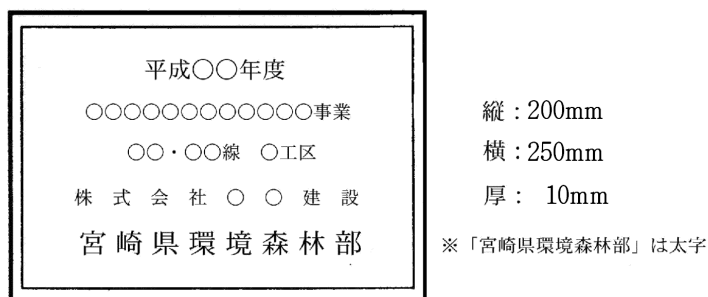 平成○○年度
○○○○○○○○○○○○事業
○○・○○線　○工区
株式会社○○建設
宮崎県環境森林部
縦：200mm
横：250mm
厚：　10mm
※「宮崎県環境森林部」は太字